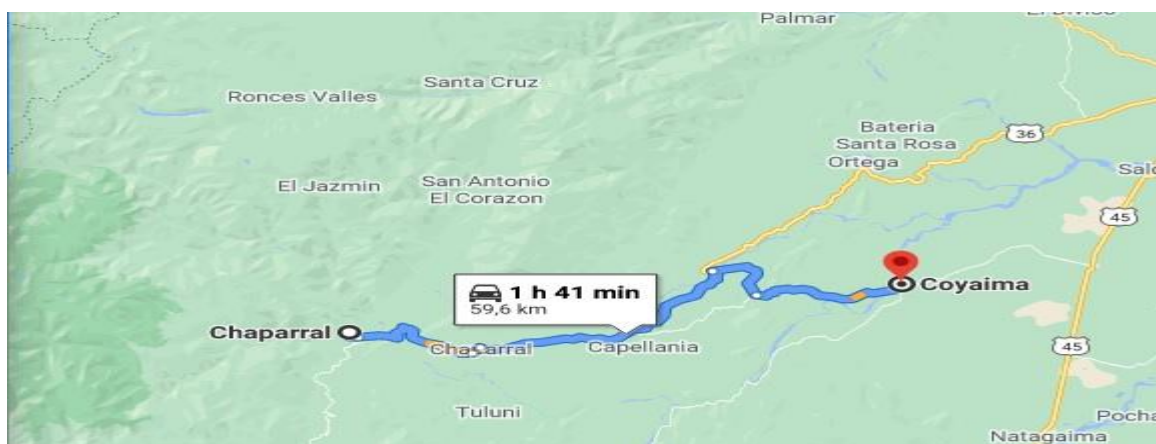 Palmar
Santa Cruz
Ronces Valles
36
Bateria
Santa Rosa
Ortega
El Jazmin
San Antonio
El Corazon
45
1 h 41 min
59,6 km
Coyaima
Chaparral
Chaparral
Capellania
45
Tuluni
Natagaima